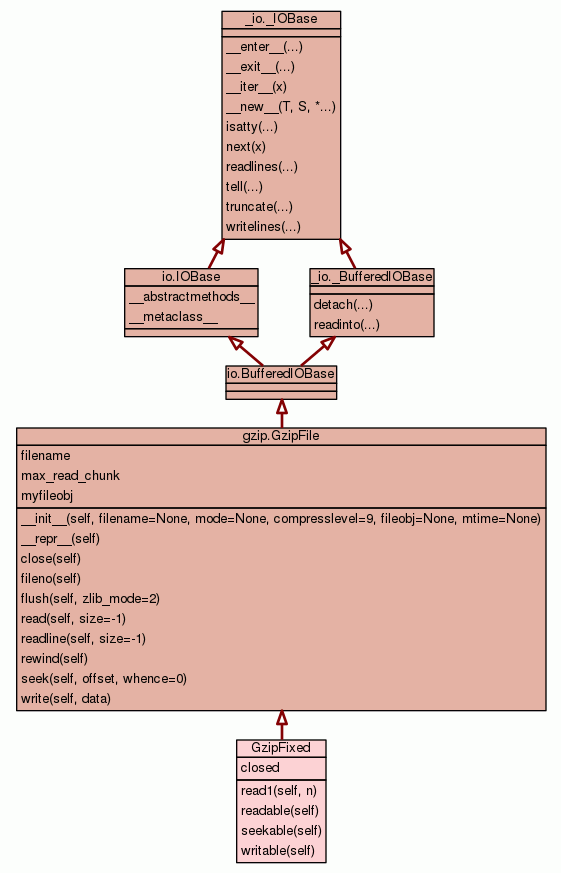 _io._IOBase
__enter__(...)
__exit__(...)
__iter__(x)
__new__(T, S, *...)
isatty(...)
next(x)
readlines(...)
tell(...)
truncate(...)
writelines(...)
io.IOBase
__abstractmethods__
__metaclass__
_io._BufferedIOBase
detach(...)
readinto(...)
io.BufferedIOBase
gzip.GzipFile
filename
max_read_chunk
myfileobj
__init__(self, filename=None, mode=None, compresslevel=9, fileobj=None, mtime=None)
__repr__(self)
close(self)
fileno(self)
flush(self, zlib_mode=2)
read(self, size=-1)
readline(self, size=-1)
rewind(self)
seek(self, offset, whence=0)
write(self, data)
GzipFixed
closed
read1(self, n)
readable(self)
seekable(self)
writable(self)